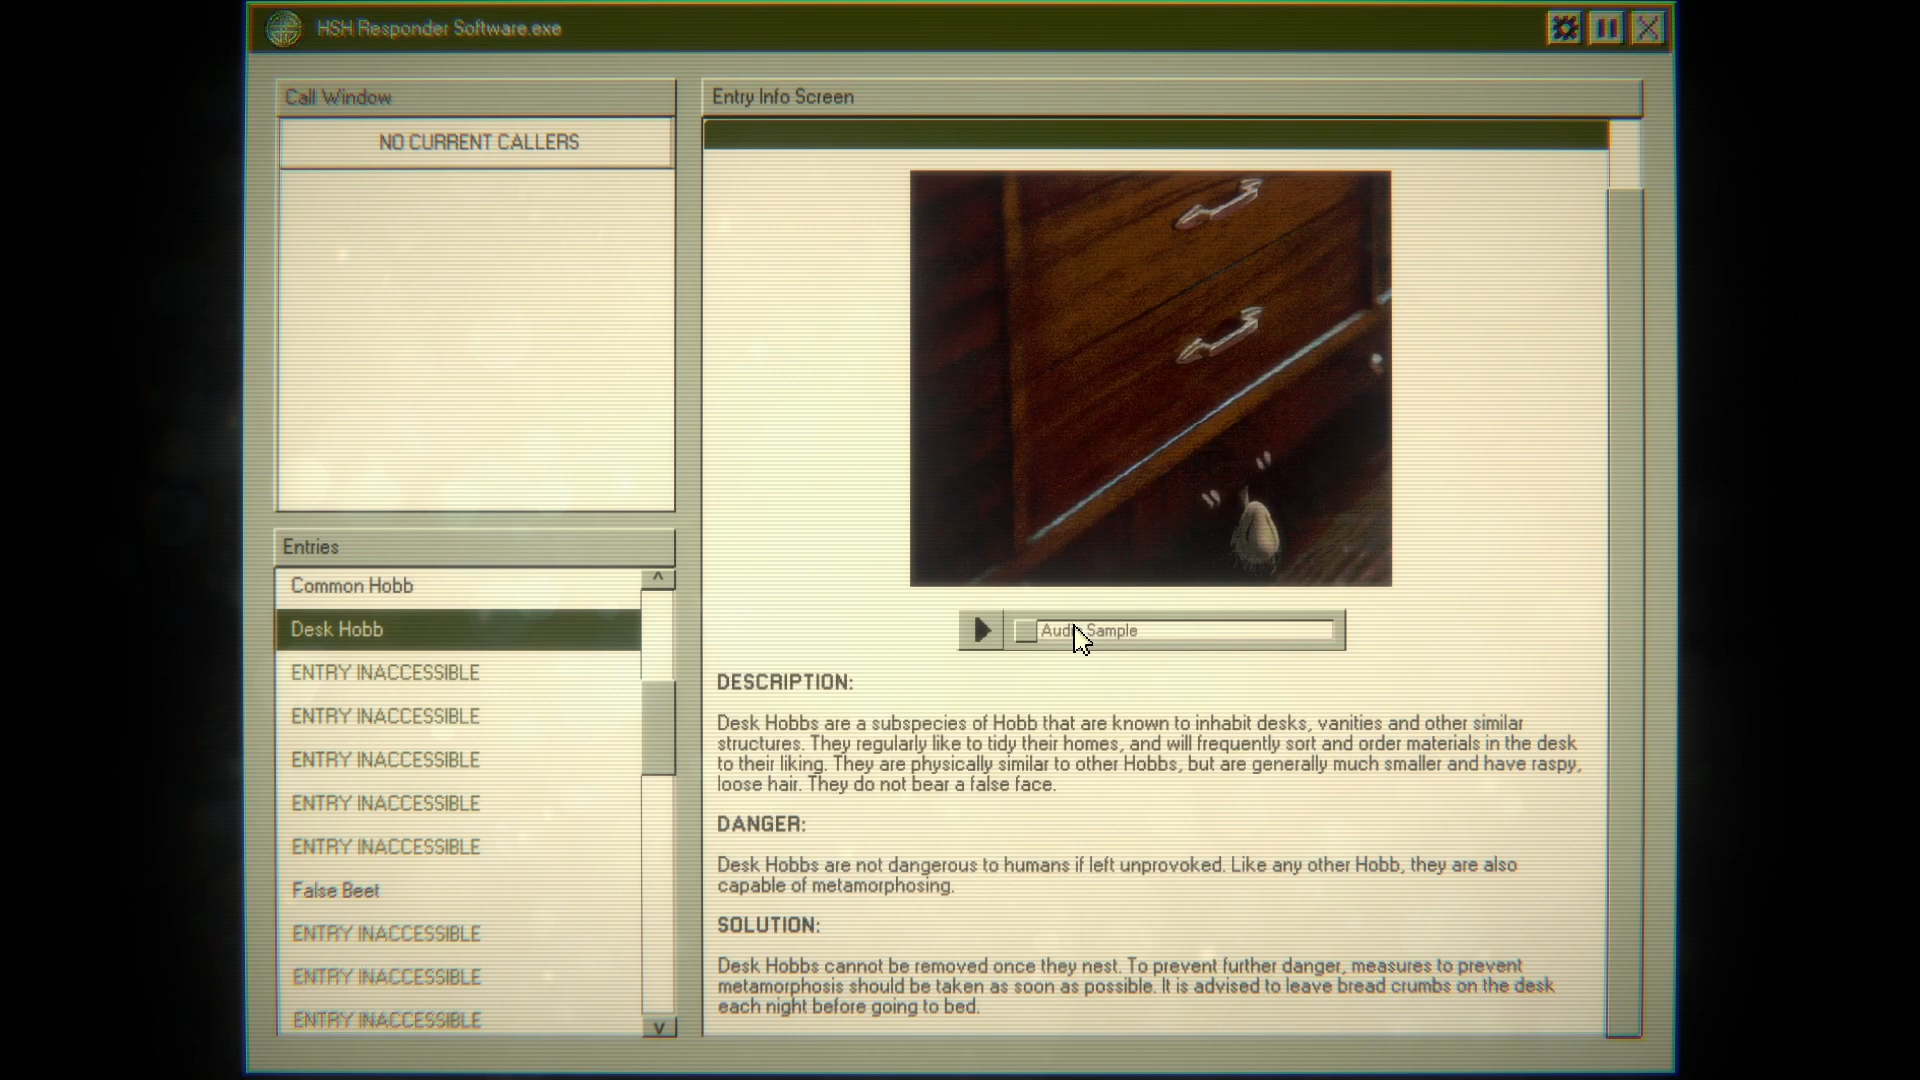 HSH Responder Software.exe
Call Window
NO CURRENT CALLERS
Entries
Common Hobb
Desk Hobb
ENTRY INACCESSIBLE
ENTRY INACCESSIBLE
ENTRY INACCESSIBLE
ENTRY INACCESSIBLE
ENTRY INACCESSIBLE
False Beet
ENTRY INACCESSIBLE
ENTRY INACCESSIBLE
ENTRY INACCESSIBLE
Entry Info Screen
Audio Sample
DESCRIPTION:
Desk Hobbs are a subspecies of Hobb that are known to inhabit desks, vanities and other similar
structures. They regularly like to tidy their homes, and will frequently sort and order materials in the desk
to their liking. They are physically similar to other Hobbs, but are generally much smaller and have raspy,
loose hair. They do not bear a false face.
DANGER:
Desk Hobbs are not dangerous to humans if left unprovoked. Like any other Hobb, they are also
capable of metamorphosing.
SOLUTION:
Desk Hobbs cannot be removed once they nest. To prevent further danger, measures to prevent
metamorphosis should be taken as soon as possible. It is advised to leave bread crumbs on the desk
each night before going to bed.